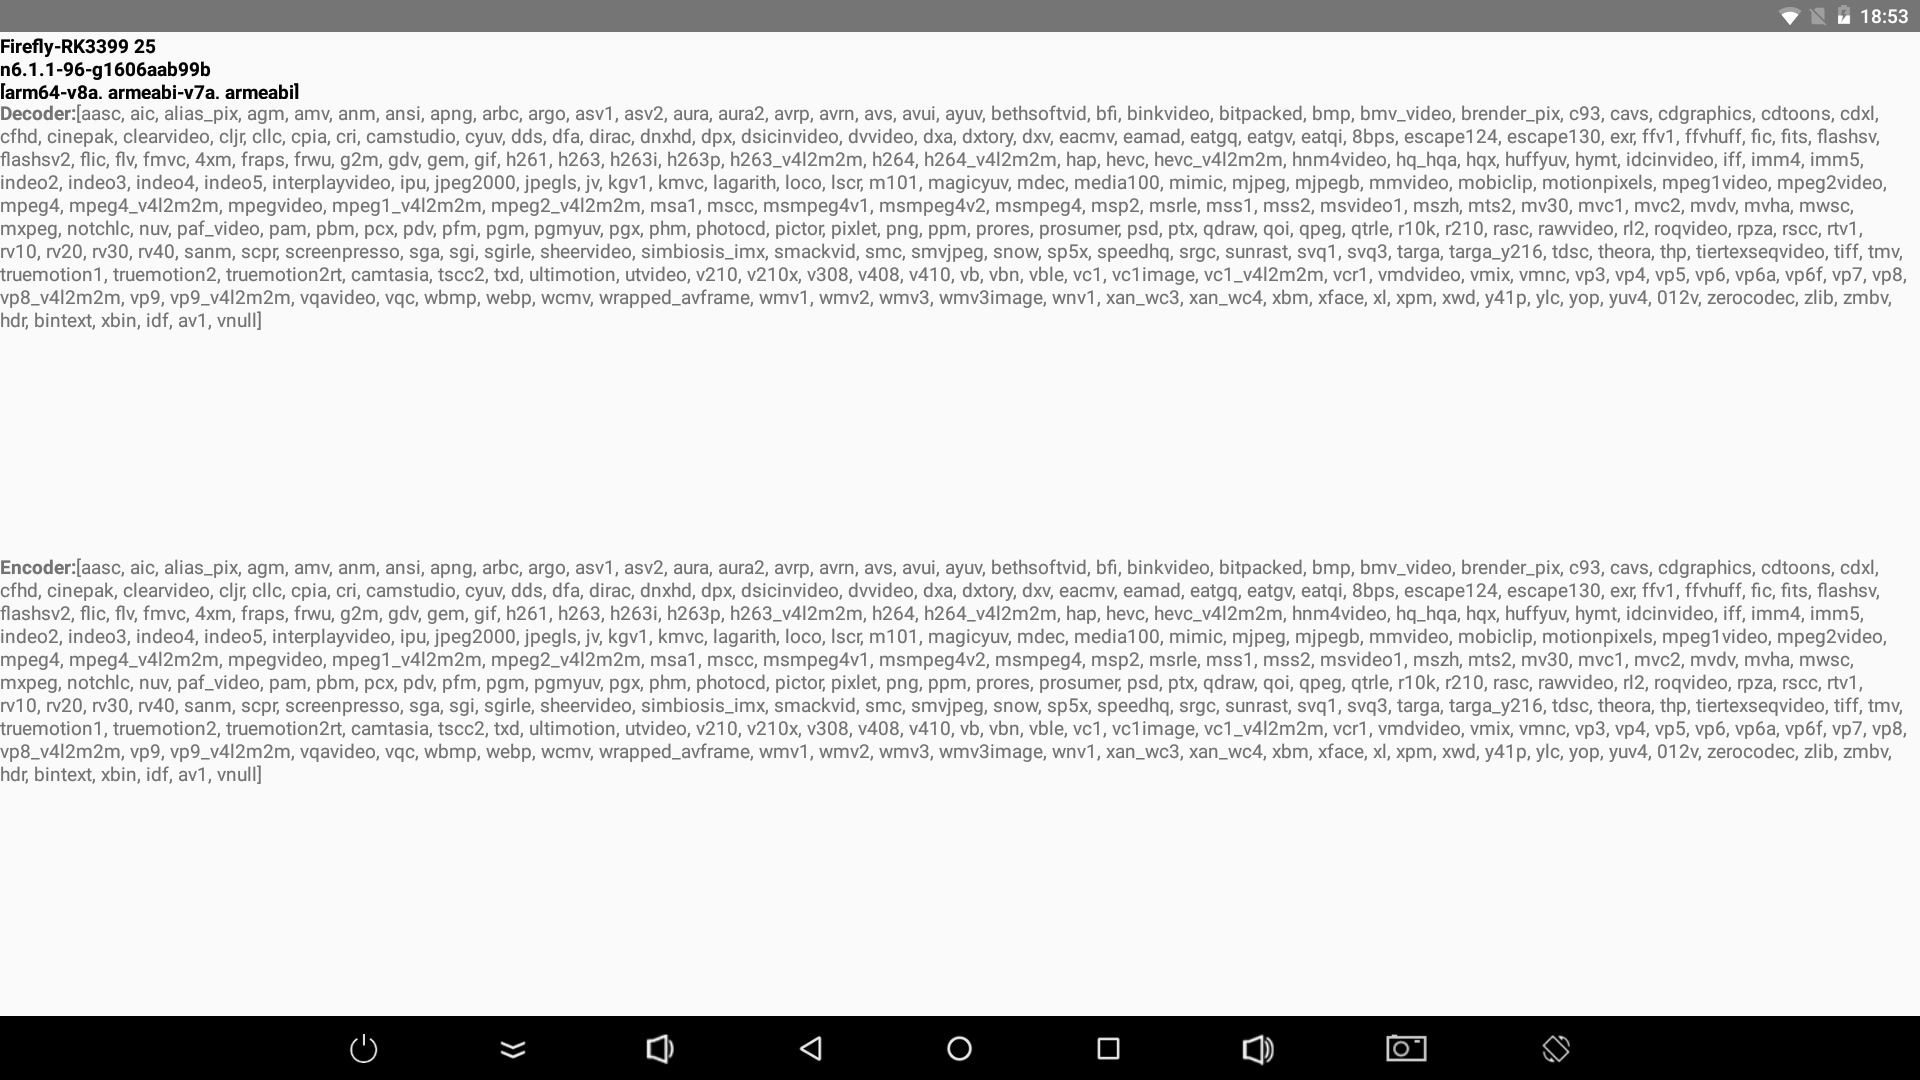 18:53
Firefly-RK3399 25
n6.1.1-96-g1606aab99b
[arm64-v8a. armeabi-v7a. armeabi]
Decoder:[aasc, aic, alias_pix, agm, amv, anm, ansi, apng, arbc, argo, asv1, asv2, aura, aura2, avrp, avrn, avs, avui, ayuv, bethsoftvid, bfi, binkvideo, bitpacked, bmp, bmv_video, brender_pix, c93, cavs, cdgraphics, cdtoons, cdxl,
cfhd, cinepak, clearvideo, cljr, cllc, cpia, cri, camstudio, cyuv, dds, dfa, dirac, dnxhd, dpx, dsicinvideo, dvvideo, dxa, dxtory, dxv, eacmv, eamad, eatgq, eatgv, eatqi, 8bps, escape124, escape130, exr, ffv1, ffvhuff, fic, fits, flashsv,
flashsv2, flic, flv, fmvc, 4xm, fraps, frwu, g2m, gdv, gem, gif, h261, h263, h263i, h263p, h263_v4l2m2m, h264, h264_v4l2m2m, hap, hevc, hevc_v4l2m2m, hnm4video, hq_hqa, hqx, huffyuv, hymt, idcinvideo, iff, imm4, imm5,
indeo2, indeo3, indeo4, indeo5, interplayvideo, ipu, jpeg2000, jpegls, jv, kgv1, kmvc, lagarith, loco, lscr, m101, magicyuv, mdec, media100, mimic, mjpeg, mjpegb, mmvideo, mobiclip, motionpixels, mpeg1video, mpeg2video,
mpeg4, mpeg4_v4l2m2m, mpegvideo, mpeg1_v4l2m2m, mpeg2_v4l2m2m, msa1, mscc, msmpeg4v1, msmpeg4v2, msmpeg4, msp2, msrle, mss1, mss2, msvideo1, mszh, mts2, mv30, mvc1, mvc2, mvdv, mvha, mwsc,
mxpeg, notchlc, nuv, paf_video, pam, pbm, pcx, pdv, pfm, pgm, pgmyuv, pgx, phm, photocd, pictor, pixlet, png, ppm, prores, prosumer, psd, ptx, qdraw, qoi, qpeg, qtrle, r10k, r210, rasc, rawvideo, rl2, roqvideo, rpza, rscc, rtv1,
rv10, rv20, rv30, rv40, sanm, scpr, screenpresso, sga, sgi, sgirle, sheervideo, simbiosis_imx, smackvid, smc, smvjpeg, snow, sp5x, speedhq, srgc, sunrast, svq1, svq3, targa, targa_y216, tdsc, theora, thp, tiertexseqvideo, tiff, tmv,
truemotion1, truemotion2, truemotion2rt, camtasia, tscc2, txd, ultimotion, utvideo, v210, v210x, v308, v408, v410, vb, vbn, vble, vc1, vc1image, vc1_v4l2m2m, vcr1, vmdvideo, vmix, vmnc, vp3, vp4, vp5, vp6, vp6a, vp6f, vp7, vp8,
vp8_v4l2m2m, vp9, vp9_v4l2m2m, vqavideo, vqc, wbmp, webp, wcmv, wrapped_avframe, wmv1, wmv2, wmv3, wmv3image, wnv1, xan_wc3, xan_wc4, xbm, xface, xl, xpm, xwd, y41p, ylc, yop, yuv4, 012v, zerocodec, zlib, zmbv,
hdr, bintext, xbin, idf, av1, vnull]
Encoder:[aasc, aic, alias_pix, agm, amv, anm, ansi, apng, arbc, argo, asv1, asv2, aura, aura2, avrp, avrn, avs, avui, ayuv, bethsoftvid, bfi, binkvideo, bitpacked, bmp, bmv_video, brender_pix, c93, cavs, cdgraphics, cdtoons, cdxl,
cfhd, cinepak, clearvideo, cljr, cllc, cpia, cri, camstudio, cyuv, dds, dfa, dirac, dnxhd, dpx, dsicinvideo, dvvideo, dxa, dxtory, dxv, eacmv, eamad, eatgq, eatgv, eatqi, 8bps, escape124, escape130, exr, ffv1, ffvhuff, fic, fits, flashsv,
flashsv2, flic, flv, fmvc, 4xm, fraps, frwu, g2m, gdv, gem, gif, h261, h263, h263i, h263p, h263_v4l2m2m, h264, h264_v4l2m2m, hap, hevc, hevc_v4l2m2m, hnm4video, hq_hqa, hqx, huffyuv, hymt, idcinvideo, iff, imm4, imm5,
indeo2, indeo3, indeo4, indeo5, interplayvideo, ipu, jpeg2000, jpegls, jv, kgv1, kmvc, lagarith, loco, lscr, m101, magicyuv, mdec, media100, mimic, mjpeg, mjpegb, mmvideo, mobiclip, motionpixels, mpeg1video, mpeg2video,
mpeg4, mpeg4_v4l2m2m, mpegvideo, mpeg1_v4l2m2m, mpeg2_v4l2m2m, msa1, mscc, msmpeg4v1, msmpeg4v2, msmpeg4, msp2, msrle, mss1, mss2, msvideo1, mszh, mts2, mv30, mvc1, mvc2, mvdv, mvha, mwsc,
mxpeg, notchlc, nuv, paf_video, pam, pbm, pcx, pdv, pfm, pgm, pgmyuv, pgx, phm, photocd, pictor, pixlet, png, ppm, prores, prosumer, psd, ptx, qdraw, qoi, qpeg, qtrle, r10k, r210, rasc, rawvideo, rl2, roqvideo, rpza, rscc, rtv1,
rv10, rv20, rv30, rv40, sanm, scpr, screenpresso, sga, sgi, sgirle, sheervideo, simbiosis_imx, smackvid, smc, smvjpeg, snow, sp5x, speedhq, srgc, sunrast, svq1, svq3, targa, targa_y216, tdsc, theora, thp, tiertexseqvideo, tiff, tmv,
truemotion1, truemotion2, truemotion2rt, camtasia, tscc2, txd, ultimotion, utvideo, v210, v210x, v308, v408, v410, vb, vbn, vble, vc1, vc1image, vc1_v4l2m2m, vcr1, vmdvideo, vmix, vmnc, vp3, vp4, vp5, vp6, vp6a, vp6f, vp7, vp8,
vp8_v4l2m2m, vp9, vp9_v4l2m2m, vqavideo, vqc, wbmp, webp, wcmv, wrapped_avframe, wmv1, wmv2, wmv3, wmv3image, wnv1, xan_wc3, xan_wc4, xbm, xface, xl, xpm, xwd, y41p, ylc, yop, yuv4, 012v, zerocodec, zlib, zmbv,
hdr, bintext, xbin, idf, av1, vnull]